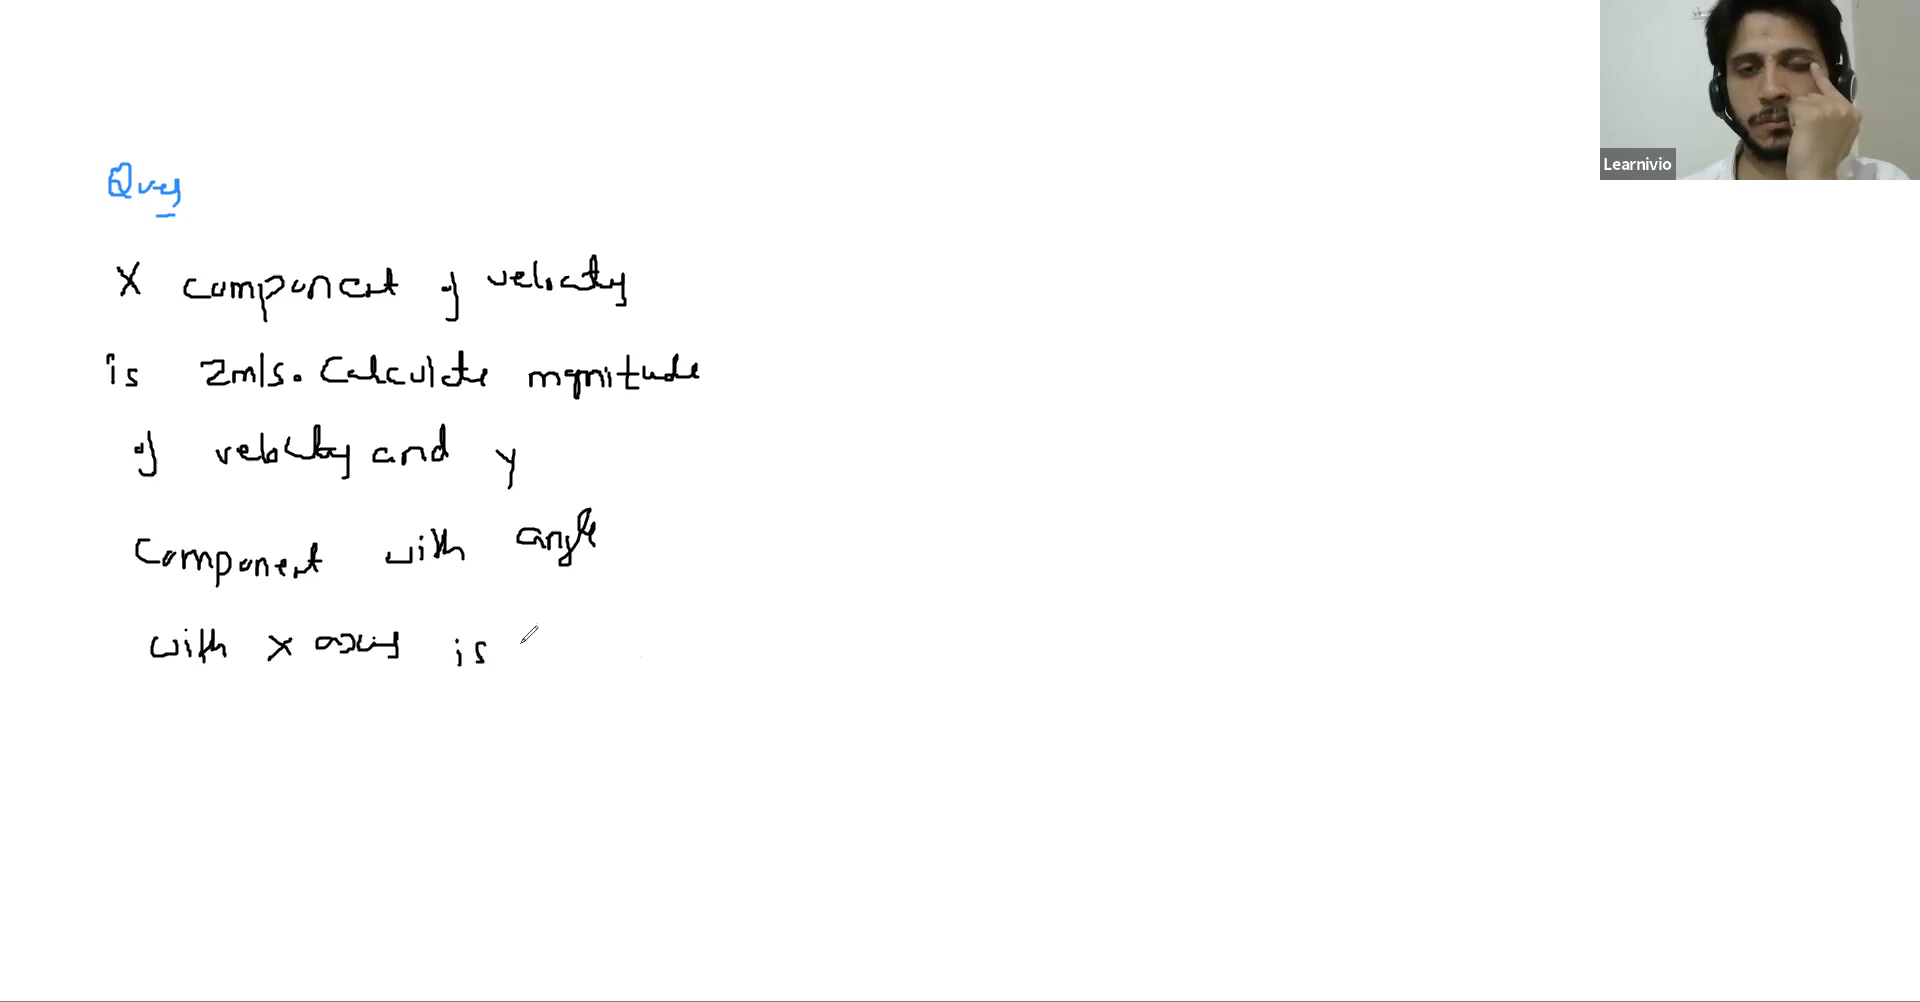 Ques
X component of velocity
is 2m/s. Calculate magnitude
of velocity and y
component with angle
with x axis is
Learnivio